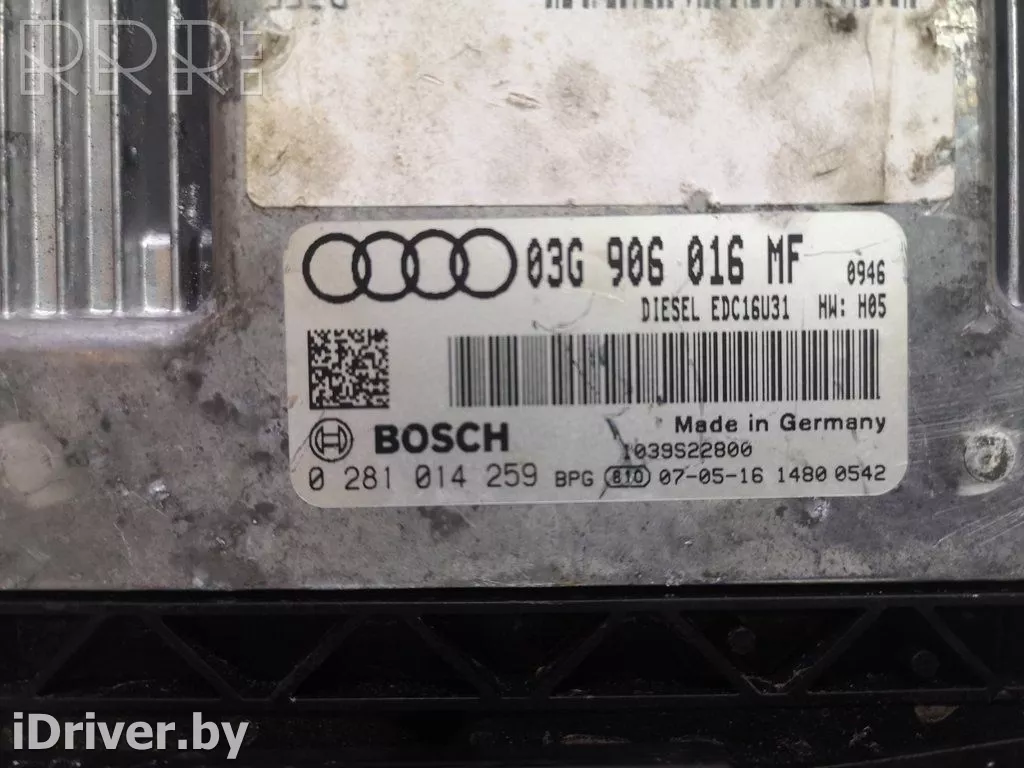 RRR
03G 906 016 MF 0946
DIESEL EDC16U31 HW: H05
Made in Germany
BOSCH
1039S22800
0 281 014 259 BPG 810 07-05-16 1480 0542
iDriver.by